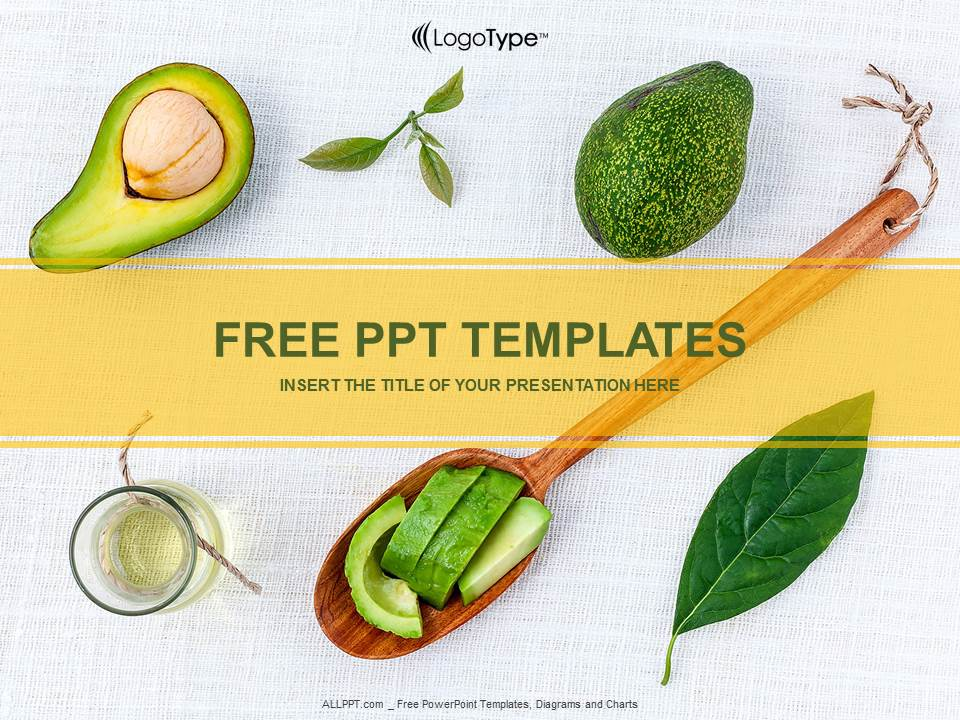 LogoType™
FREE PPT TEMPLATES
INSERT THE TITLE OF YOUR PRESENTATION HERE
ALLPPT.com _ Free PowerPoint Templates, Diagrams and Charts